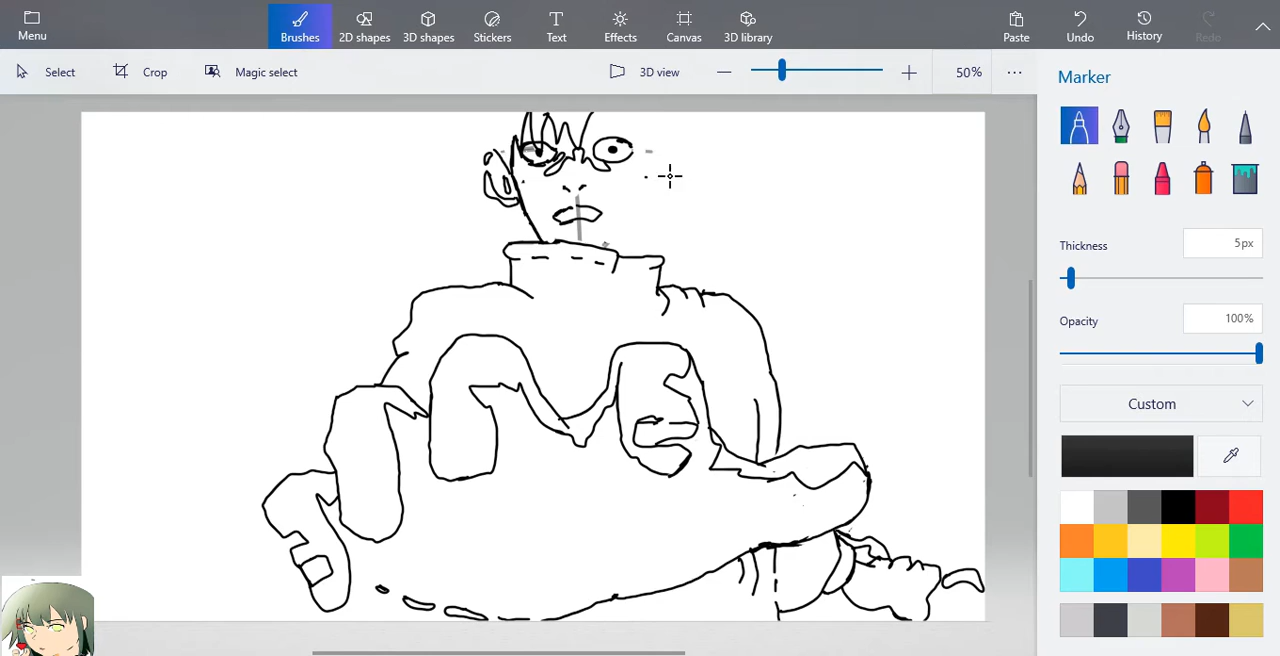 Menu
Brushes
2D shapes
3D shapes
Stickers
Text
Effects
Canvas
3D library
Paste
Undo
History
Redo
Select
Crop
Magic select
3D view
50%
Marker
Thickness
5px
Opacity
100%
Custom